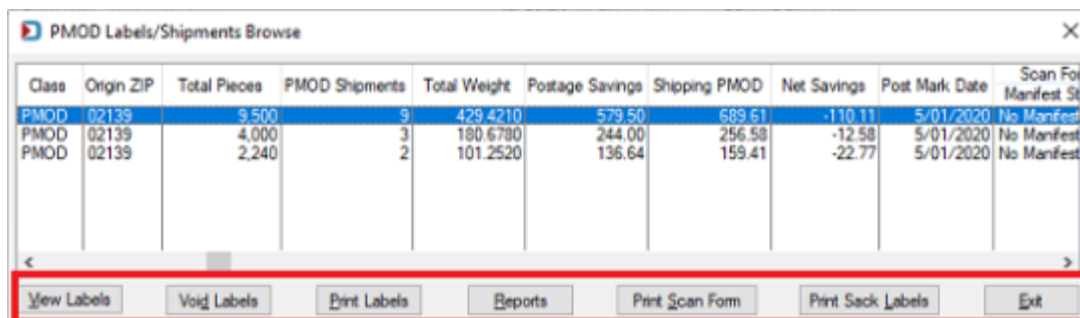 PMOD Labels/Shipments Browse
Class Origin ZIP Total Pieces PMOD Shipments Total Weight Postage Savings Shipping PMOD Net Savings Post Mark Date Scan For
Manifest St
PMOD 02139 9,500 9 429.4210 579.50 689.61 -110.11 5/01/2020 No Manifest
PMOD 02139 4,000 3 180.6780 244.00 256.58 -12.58 5/01/2020 No Manifest
PMOD 02139 2,240 2 101.2520 136.64 159.41 -22.77 5/01/2020 No Manifest
View Labels Void Labels Print Labels Reports Print Scan Form Print Sack Labels Exit